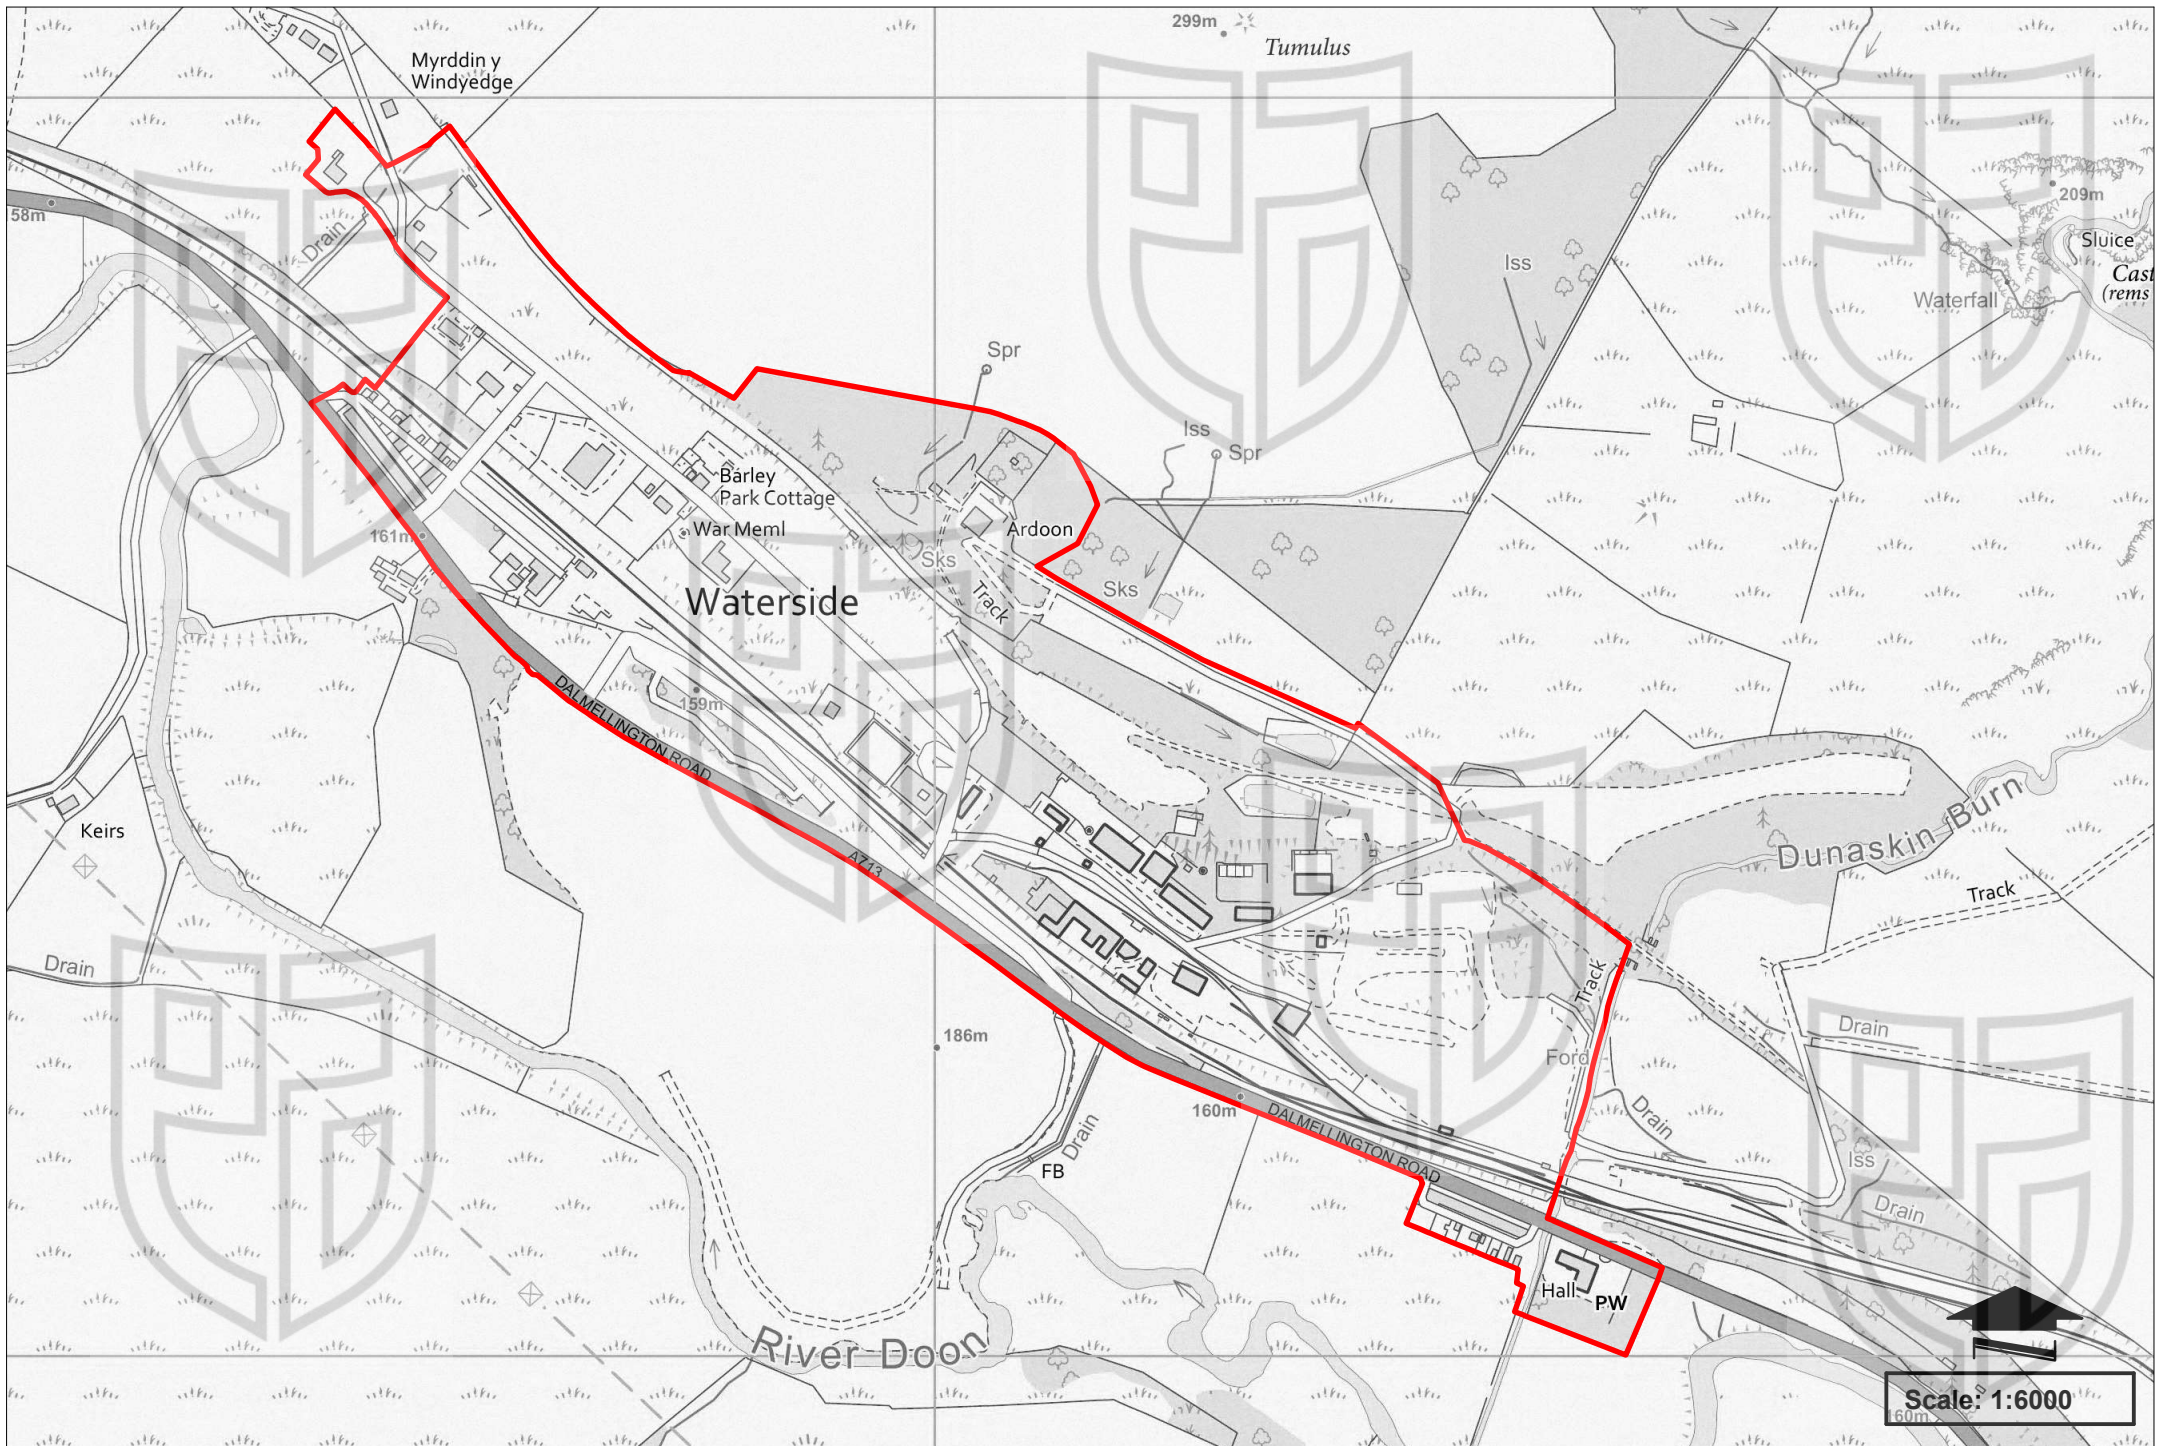 299m
Tumulus
Myrddin y
Windyedge
209m
58m
Sluice
Cast
(rems
Drain
Iss
Waterfall
Spr
Iss
Spr
Barley
Park Cottage
War Meml
161m
Ardoon
Sks
Sks
Track
Waterside
159m
DALMELLINGTON ROAD
Keirs
A713
Dunaskin Burn
Track
Drain
Track
186m
Drain
Ford
160m
DALMELLINGTON ROAD
Drain
Drain
FB
Iss
Drain
Hall
PW
River Doon
N
Scale: 1:6000
160m